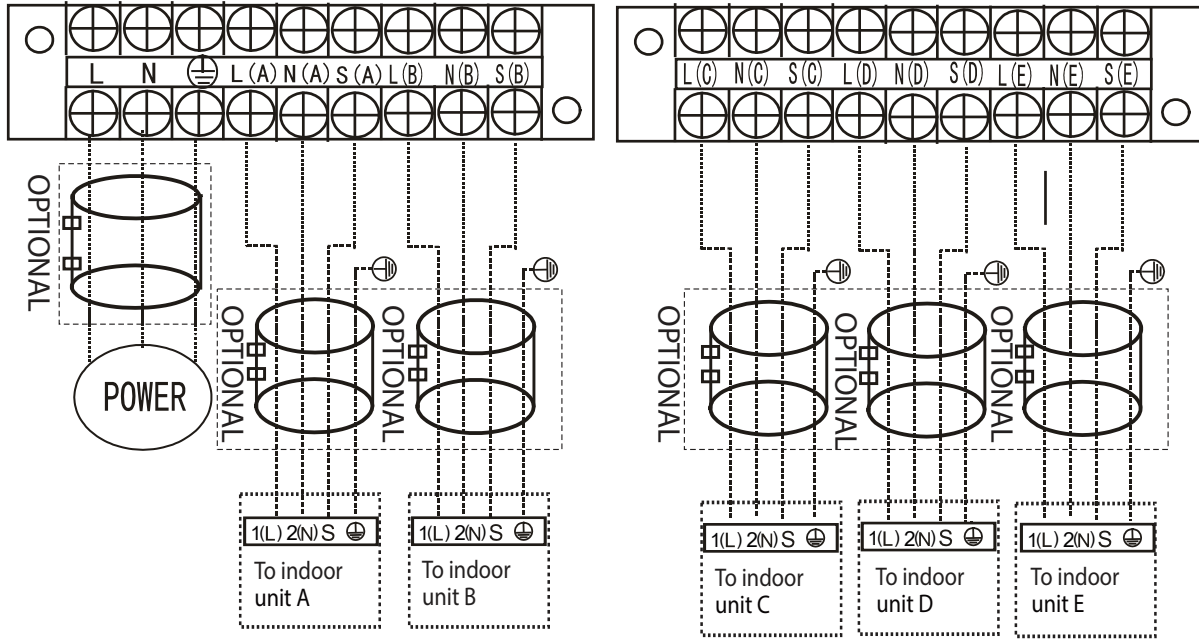 L N L(A) N(A) S(A) L(B) N(B) S(B)
OPTIONAL
POWER
OPTIONAL
OPTIONAL
1(L) 2(N) S
To indoor
unit A
1(L) 2(N) S
To indoor
unit B
L(C) N(C) S(C) L(D) N(D) S(D) L(E) N(E) S(E)
OPTIONAL
OPTIONAL
OPTIONAL
1(L) 2(N) S
To indoor
unit C
1(L) 2(N) S
To indoor
unit D
1(L) 2(N) S
To indoor
unit E